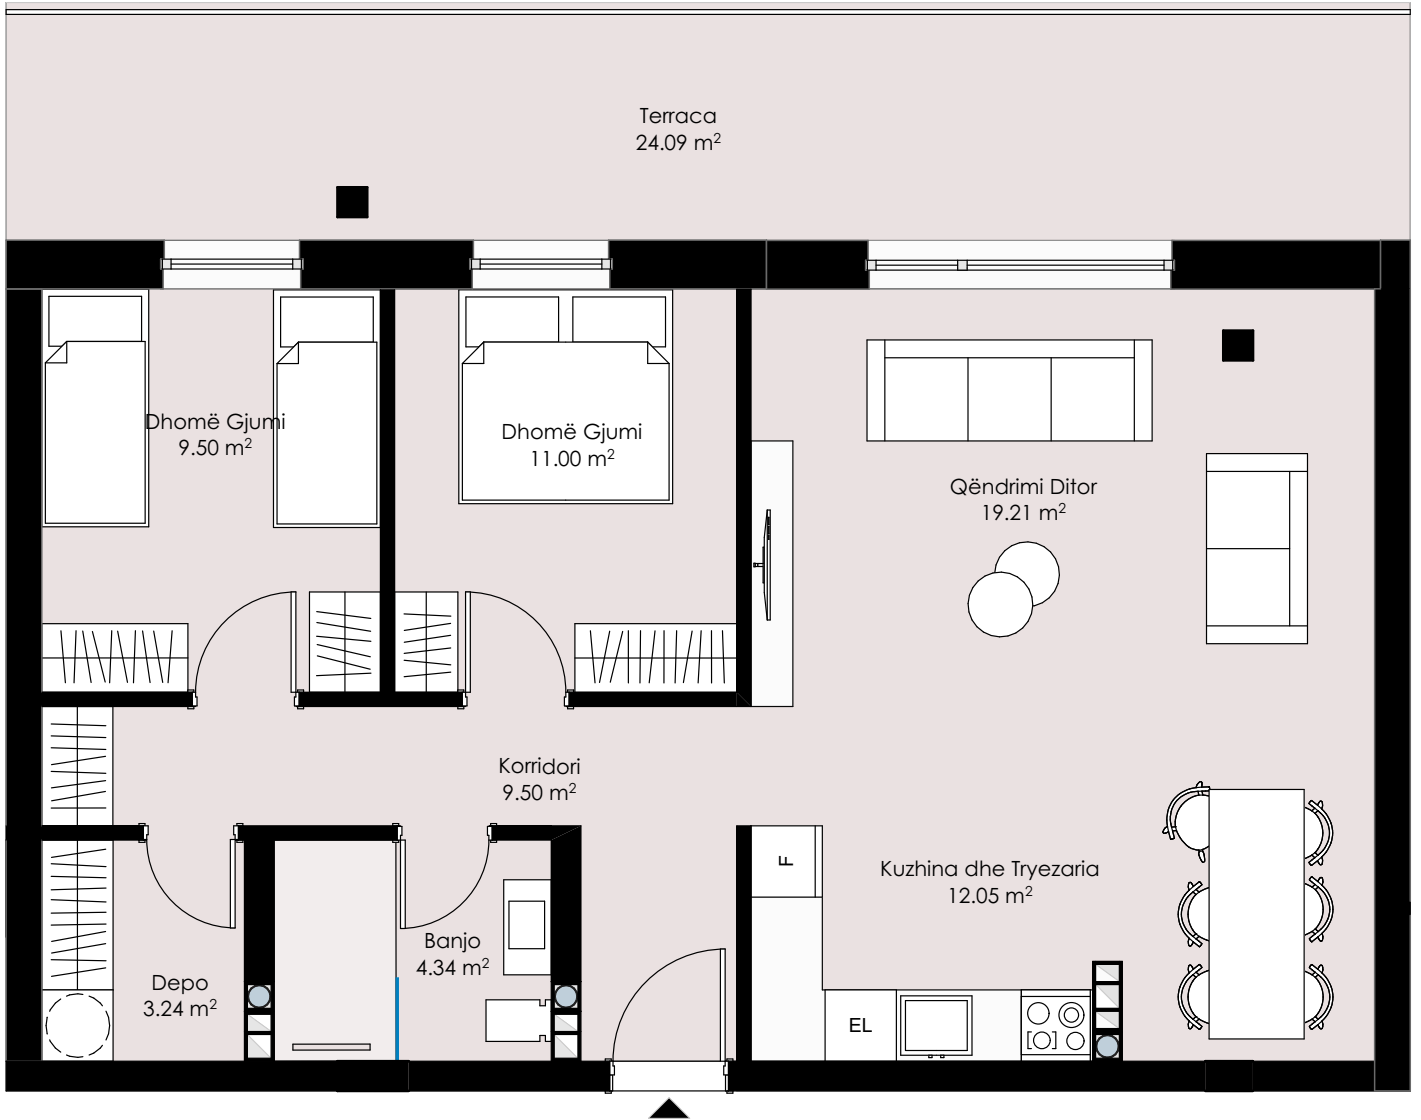 Terraca
24.09 m²
Dhomë Gjumi
9.50 m²
Dhomë Gjumi
11.00 m²
Qëndrimi Ditor
19.21 m²
Korridori
9.50 m²
F
Kuzhina dhe Tryezaria
12.05 m²
Banjo
4.34 m²
Depo
3.24 m²
EL